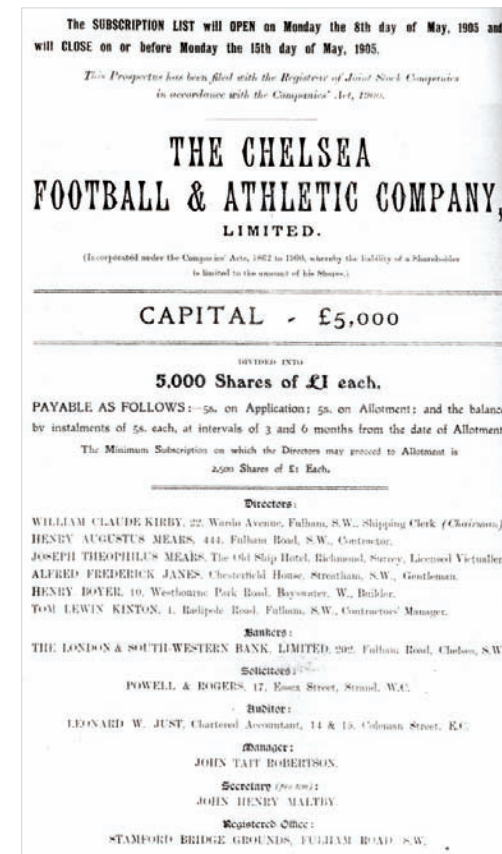 The SUBSCRIPTION LIST will OPEN on Monday the 8th day of May, 1905 and
will CLOSE on or before Monday the 15th day of May, 1905.
This Prospectus has been filed with the Registrar of Joint Stock Companies
in accordance with the Companies' Act, 1900.
THE CHELSEA
FOOTBALL & ATHLETIC COMPANY,
LIMITED.
(Incorporated under the Companies' Acts, 1862 to 1900, whereby the liability of a Shareholder
is limited to the amount of his Shares.)
CAPITAL - £5,000
DIVIDED INTO
5,000 Shares of £1 each.
PAYABLE AS FOLLOWS:—5s. on Application; 5s. on Allotment; and the balance
by instalments of 5s. each, at intervals of 3 and 6 months from the date of Allotment
The Minimum Subscription on which the Directors may proceed to Allotment is
2,500 Shares of £1 Each.
Directors:
WILLIAM CLAUDE KIRBY, 22, Avenue, Fulham, S.W., Shipping Clerk (Chairman)
HENRY AUGUSTUS MEARS, 444, Fulham Road, S.W., Contractor.
JOSEPH THEOPHILUS MEARS, The Old Ship Hotel, Richmond, Surrey, Licensed Victualler
ALFRED FREDERICK JANES, Chesterfield House, Streatham, S.W., Gentleman.
HENRY BOYER, 10, Westbourne Park Road, Bayswater, W., Builder.
TOM LEWIN KINTON, 1, Radipole Road, Fulham, S.W., Contractors' Manager.
Bankers:
THE LONDON & SOUTH-WESTERN BANK, LIMITED, 202, Fulham Road, Chelsea, S.W
Solicitors:
POWELL & ROGERS, 17, Essex Street, Strand, W.C.
Auditor:
LEONARD W. JUST, Chartered Accountant, 14 & 15, Coleman Street, E.C.
Manager:
JOHN TAIT ROBERTSON.
Secretary (pro tem):
JOHN HENRY MALTBY.
Registered Office:
STAMFORD BRIDGE GROUNDS, FULHAM ROAD, S.W.